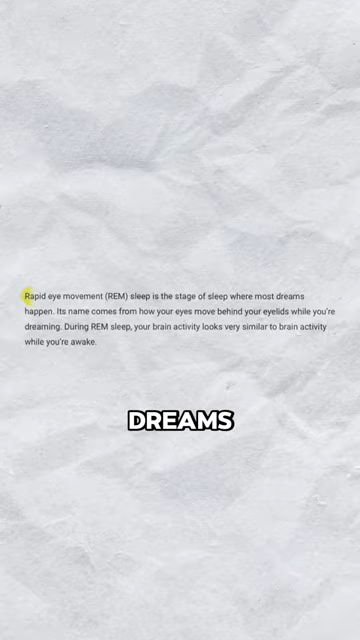 Rapid eye movement (REM) sleep is the stage of sleep where most dreams
happen. Its name comes from how your eyes move behind your eyelids while you're
dreaming. During REM sleep, your brain activity looks very similar to brain activity
while you're awake.
DREAMS